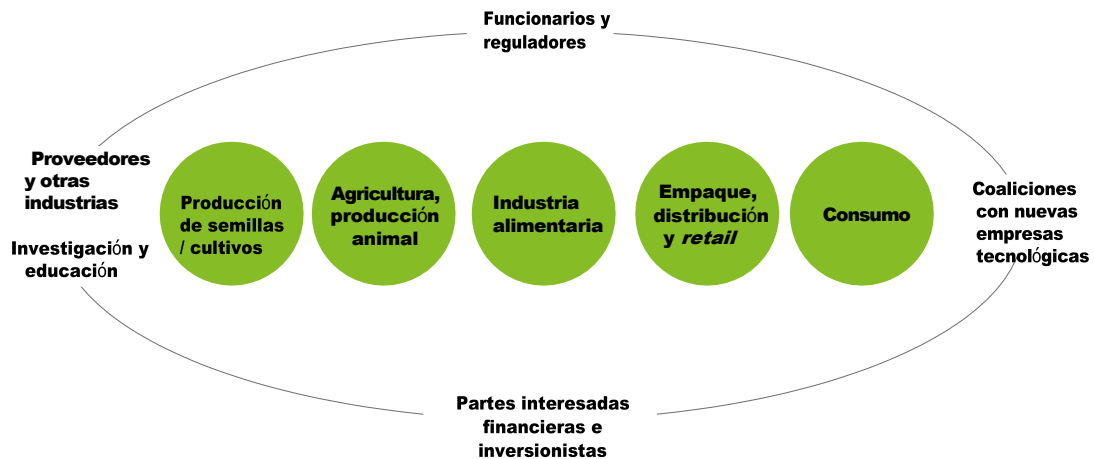 Funcionarios y
reguladores
Proveedores
y otras
industrias
Investigación y
educación
Producción
de semillas
/ cultivos
Agricultura,
producción
animal
Industria
alimentaria
Empaque,
distribución
y retail
Consumo
Coaliciones
con nuevas
empresas
tecnológicas
Partes interesadas
financieras e
inversionistas